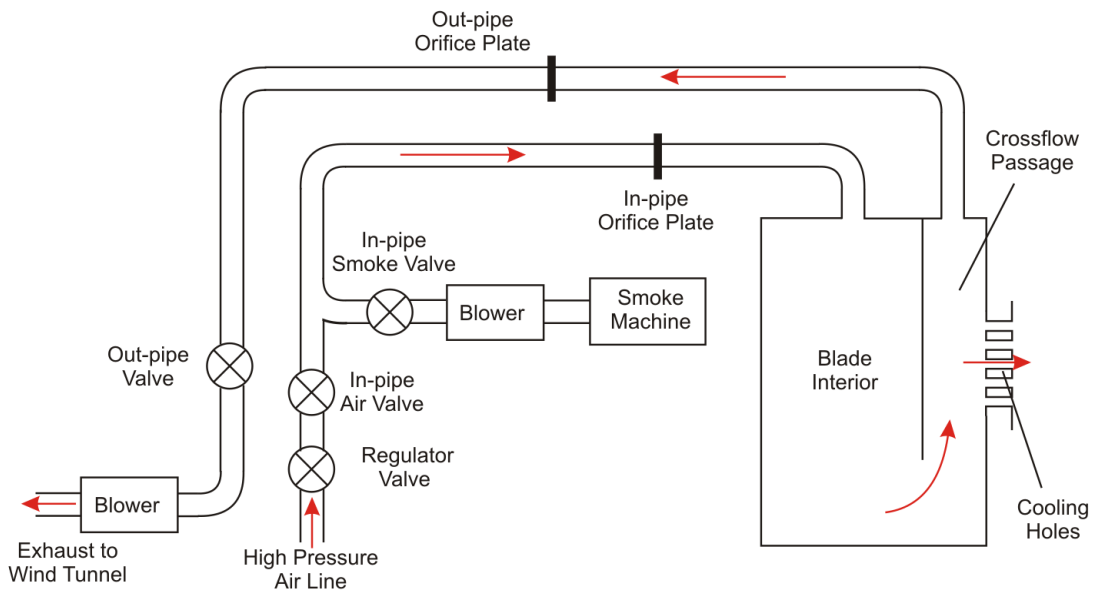 Out-pipe
Orifice Plate
Crossflow
Passage
In-pipe
Orifice Plate
In-pipe
Smoke Valve
Blower
Smoke
Machine
Out-pipe
Valve
In-pipe
Air Valve
Blade
Interior
Regulator
Valve
Blower
Cooling
Holes
Exhaust to
Wind Tunnel
High Pressure
Air Line